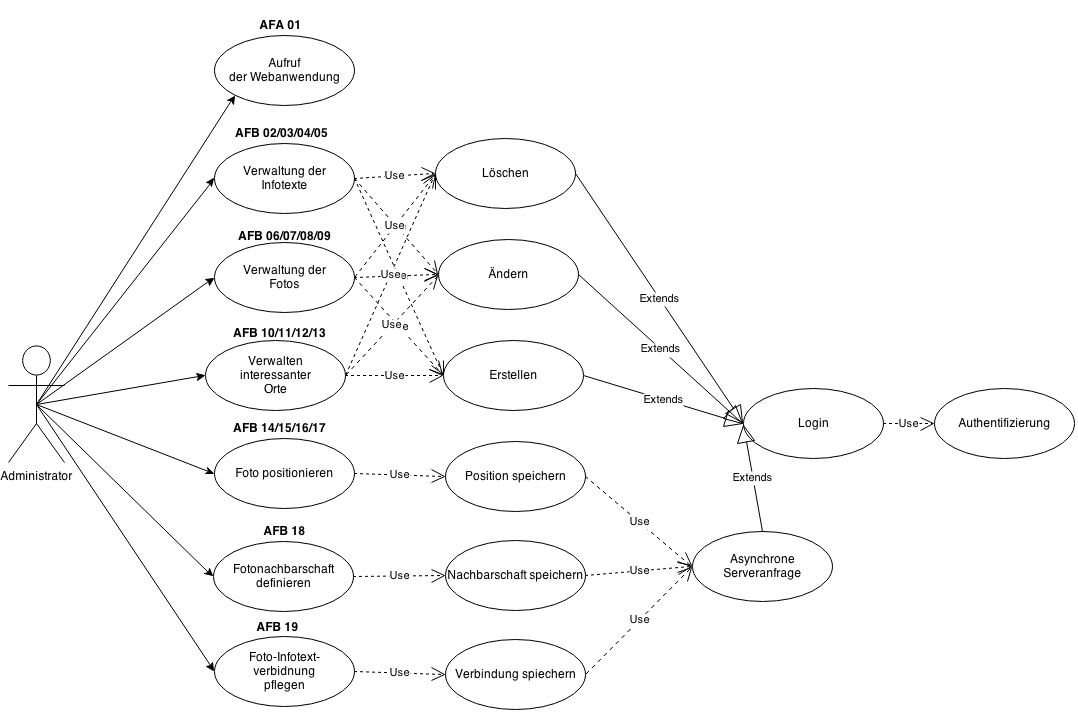 AFA 01
Aufruf
der Webanwendung
AFB 02/03/04/05
Verwaltung der
Infotexte
Use
Löschen
AFB 06/07/08/09
Verwaltung der
Fotos
Use
Use
Ändern
Extends
AFB 10/11/12/13
Verwalten
interessanter
Orte
Use
Use
Erstellen
Extends
Extends
Login
Use
Authentifizierung
Administrator
AFB 14/15/16/17
Foto positionieren
Use
Position speichern
Extends
Use
AFB 18
Fotonachbarschaft
definieren
Use
Nachbarschaft speichern
Use
Asynchrone
Serveranfrage
AFB 19
Foto-Infotext-
verbidnung
pflegen
Use
Verbindung spiechern
Use